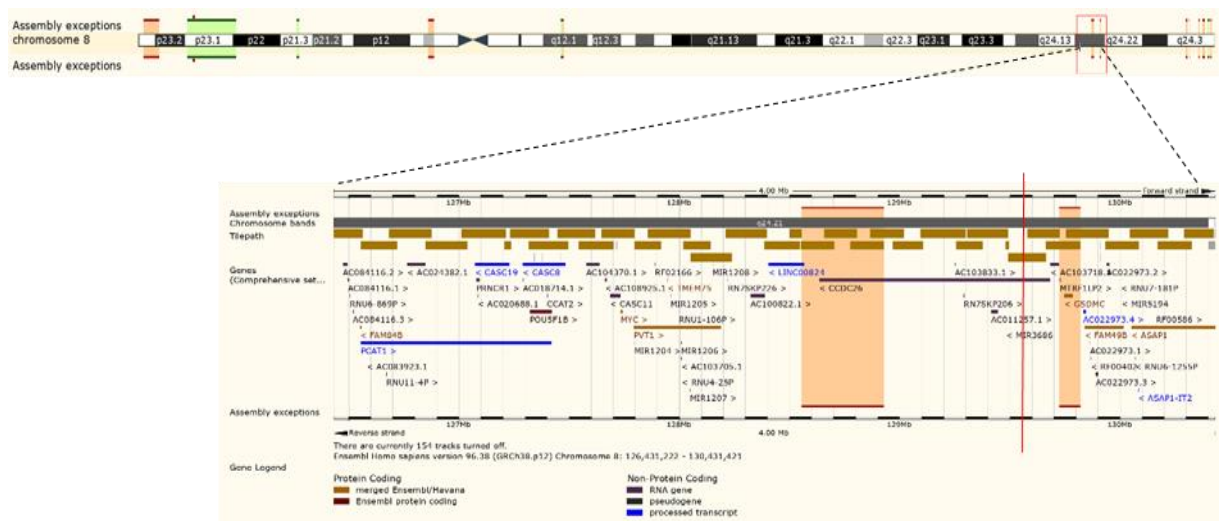 Assembly exceptions
chromosome 8
p23.2 p23.1 p22 p21.3 p21.2 p12 q12.1 q12.3 q21.13 q21.3 q22.1 q22.3 q23.1 q23.3 q24.13 q24.22 q24.3
Assembly exceptions
4.00 Mb Forward strand
127Mb 128Mb 129Mb 130Mb
Assembly exceptions
Chromosome bands q24.21
Tilepath
Genes
(Comprehensive set...
AC084116.2 > < AC024382.1 < CASC19 < CASC8 AC104370.1 > RF02166 > MIR1208 > < LINC00824 AC103833.1 > < AC103718.1 AC022973.2 >
AC084116.1 > PRNCR1 > AC018714.1 > < AC108925.1 < TMEM75 RN7SKP226 > < CCDC26 MTRF1LP2 > RNU7-181P
RNU6-869P > < AC020688.1 CCAT2 > < CASC11 MIR1205 > AC100822.1 > RN7SKP206 > < GSDMC MIR5194
AC084116.3 > POU5F1B > MYC > RNU1-106P > AC011257.1 > AC022973.4 > RF00586 >
< FAM84B PVT1 > < MIR3686 < FAM49B < ASAP1
PCAT1 > MIR1204 > MIR1206 > AC022973.1 >
< AC083923.1 < AC103705.1 < RNU6-1255P
RNU11-4P > < RNU4-25P AC022973.3 >
MIR1207 > < ASAP1-IT2
Assembly exceptions
127Mb 128Mb 129Mb 130Mb
Reverse strand 4.00 Mb
There are currently 154 tracks turned off.
Ensembl Homo sapiens version 96.38 (GRCh38.p12) Chromosome 8: 126,431,222 - 130,431,421
Gene Legend
Protein Coding
merged Ensembl/Havana
Ensembl protein coding
Non-Protein Coding
RNA gene
pseudogene
processed transcript